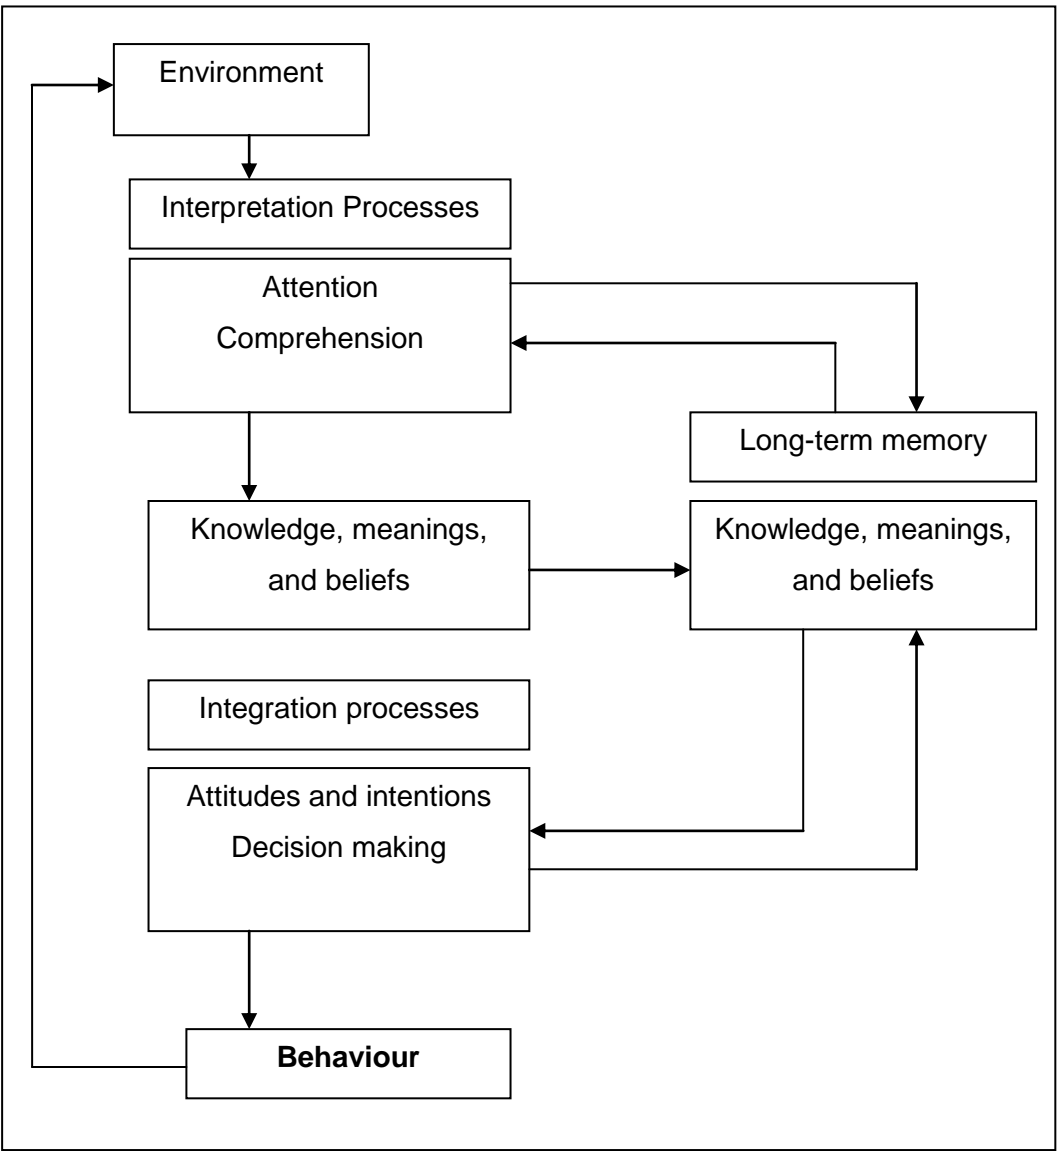 Environment
Interpretation Processes
Attention
Comprehension
Long-term memory
Knowledge, meanings,
and beliefs
Knowledge, meanings,
and beliefs
Integration processes
Attitudes and intentions
Decision making
Behaviour